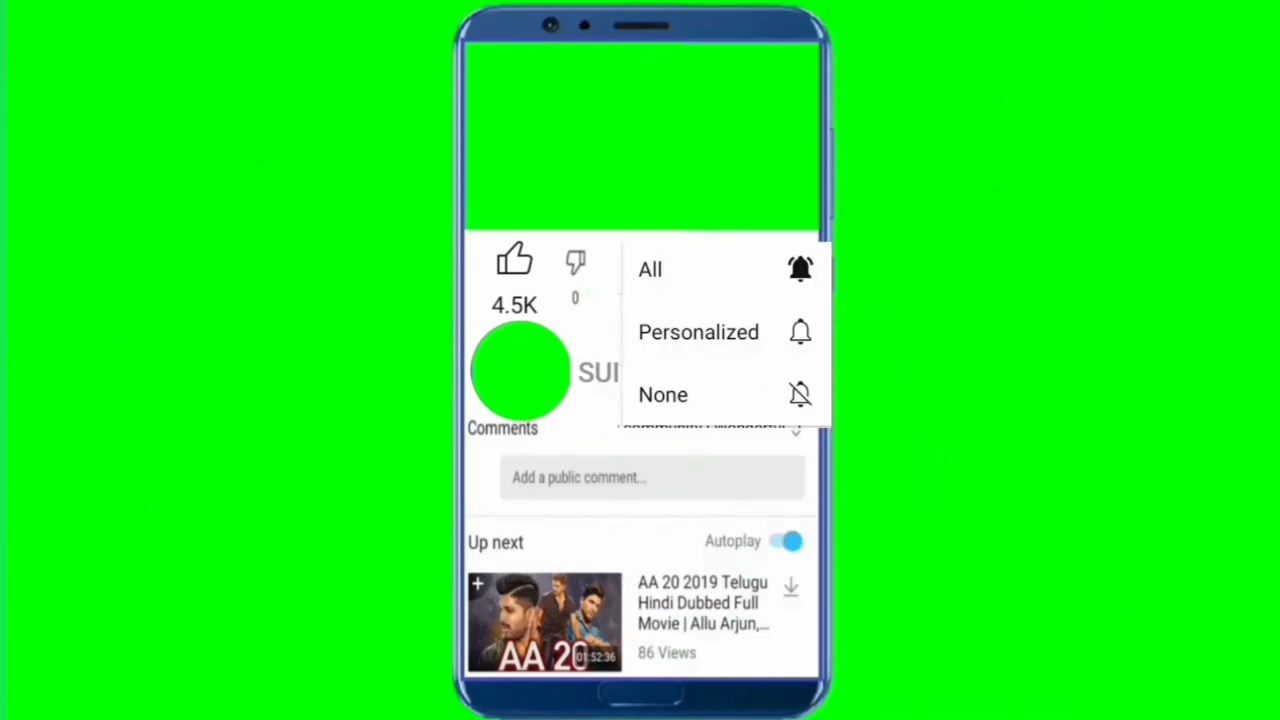 All
4.5K
0
Personalized
SUI
None
Comments
Add a public comment...
Up next
Autoplay
AA 20 2019 Telugu
Hindi Dubbed Full
Movie | Allu Arjun,...
86 Views
AA 20
01:52:36